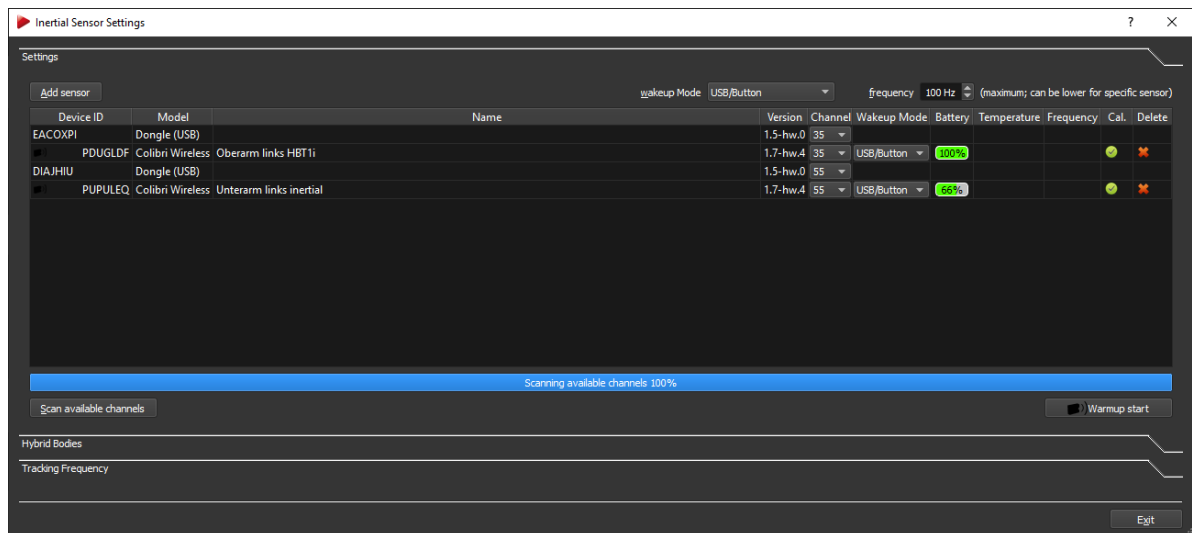 Inertial Sensor Settings ?
Settings
Add sensor wakeup Mode USB/Button frequency 100 Hz (maximum; can be lower for specific sensor)
Device ID Model Name Version Channel Wakeup Mode Battery Temperature Frequency Cal. Delete
EACOXPI Dongle (USB) 1.5-hw.0 35
PDUGLDF Colibri Wireless Oberarm links HBT1i 1.7-hw.4 35 USB/Button 100%
DIAJHIU Dongle (USB) 1.5-hw.0 55
PUPULEQ Colibri Wireless Unterarm links inertial 1.7-hw.4 55 USB/Button 66%
Scanning available channels 100%
Scan available channels Warmup start
Hybrid Bodies
Tracking Frequency
Exit